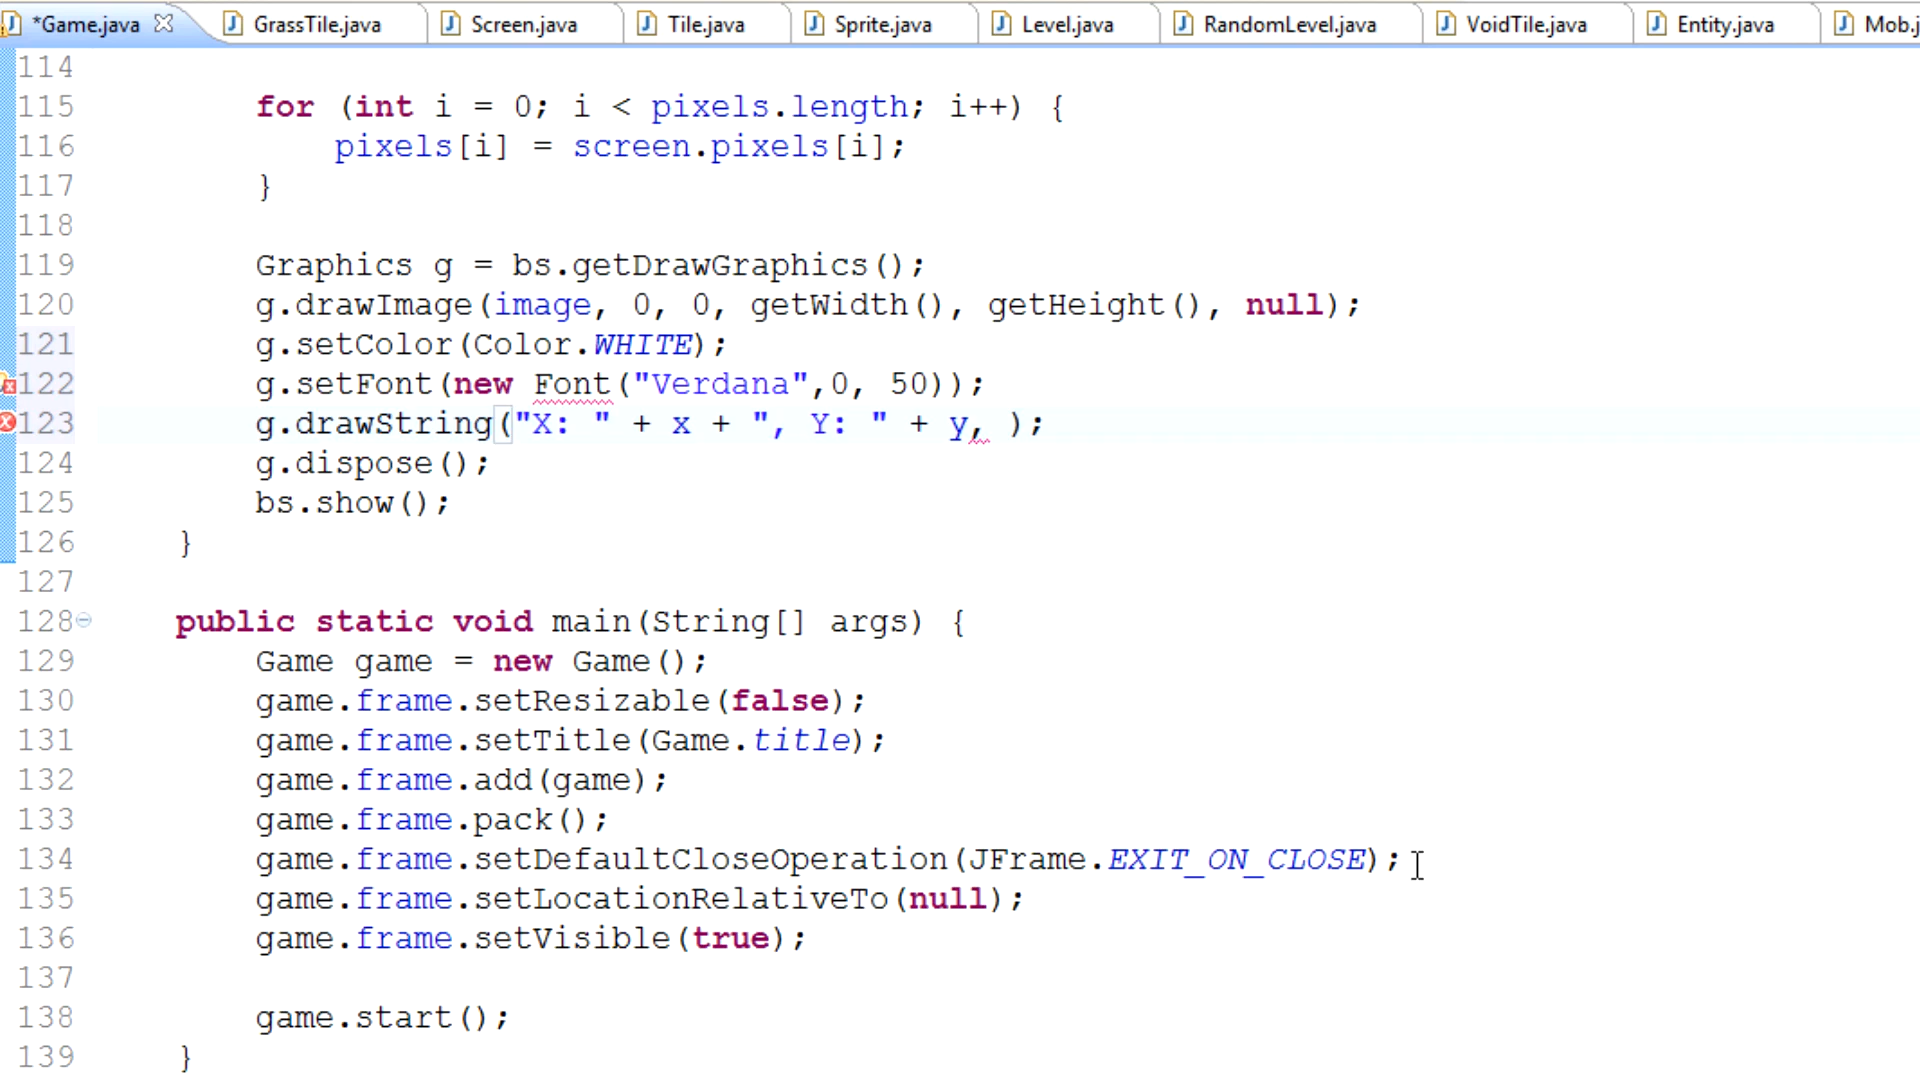 *Game.java GrassTile.java Screen.java Tile.java Sprite.java Level.java RandomLevel.java VoidTile.java Entity.java Mob.j
114
115 for (int i = 0; i < pixels.length; i++) {
116 pixels[i] = screen.pixels[i];
117 }
118
119 Graphics g = bs.getDrawGraphics();
120 g.drawImage(image, 0, 0, getWidth(), getHeight(), null);
121 g.setColor(Color.WHITE);
122 g.setFont(new Font("Verdana",0, 50));
123 g.drawString("X: " + x + ", Y: " + y, );
124 g.dispose();
125 bs.show();
126 }
127
128 public static void main(String[] args) {
129 Game game = new Game();
130 game.frame.setResizable(false);
131 game.frame.setTitle(Game.title);
132 game.frame.add(game);
133 game.frame.pack();
134 game.frame.setDefaultCloseOperation(JFrame.EXIT_ON_CLOSE);
135 game.frame.setLocationRelativeTo(null);
136 game.frame.setVisible(true);
137
138 game.start();
139 }